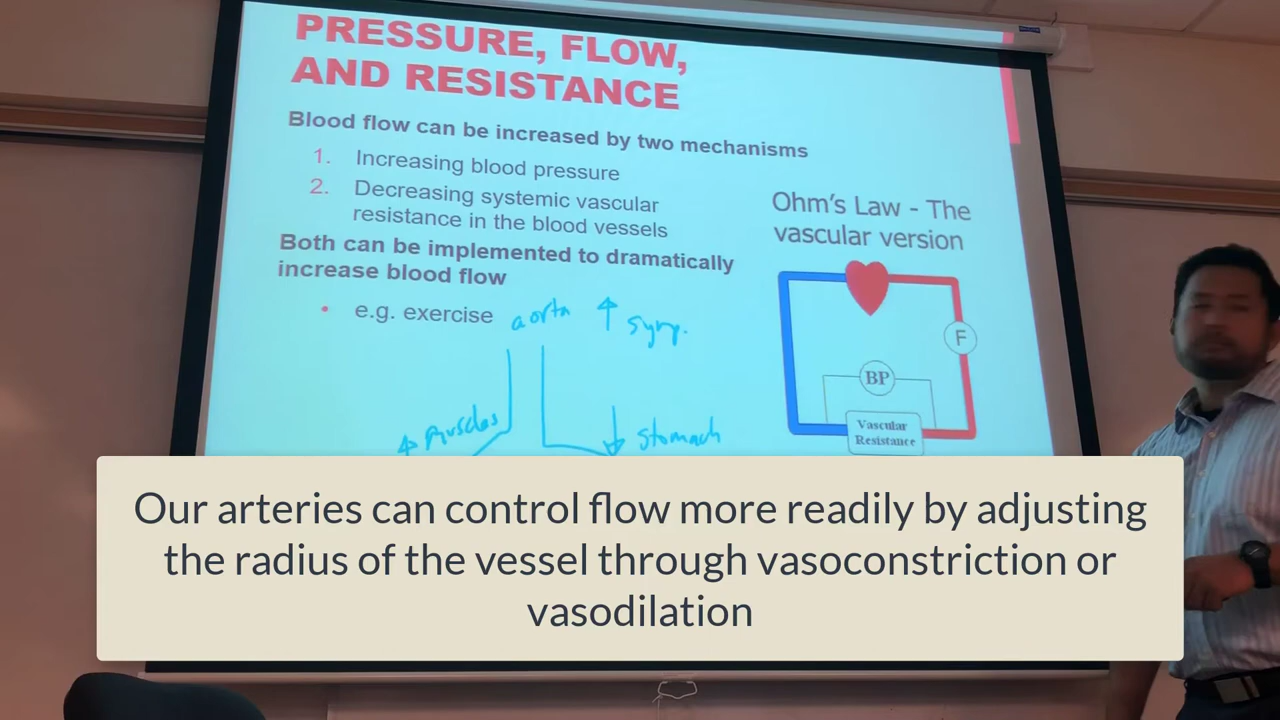 PRESSURE, FLOW,
AND RESISTANCE
Blood flow can be increased by two mechanisms
1. Increasing blood pressure
2. Decreasing systemic vascular
resistance in the blood vessels
Both can be implemented to dramatically
increase blood flow
• e.g. exercise
aorta ↑ symp.
↑ muscles
↓ stomach
Ohm's Law - The
vascular version
F
BP
Vascular
Resistance
Our arteries can control flow more readily by adjusting
the radius of the vessel through vasoconstriction or
vasodilation